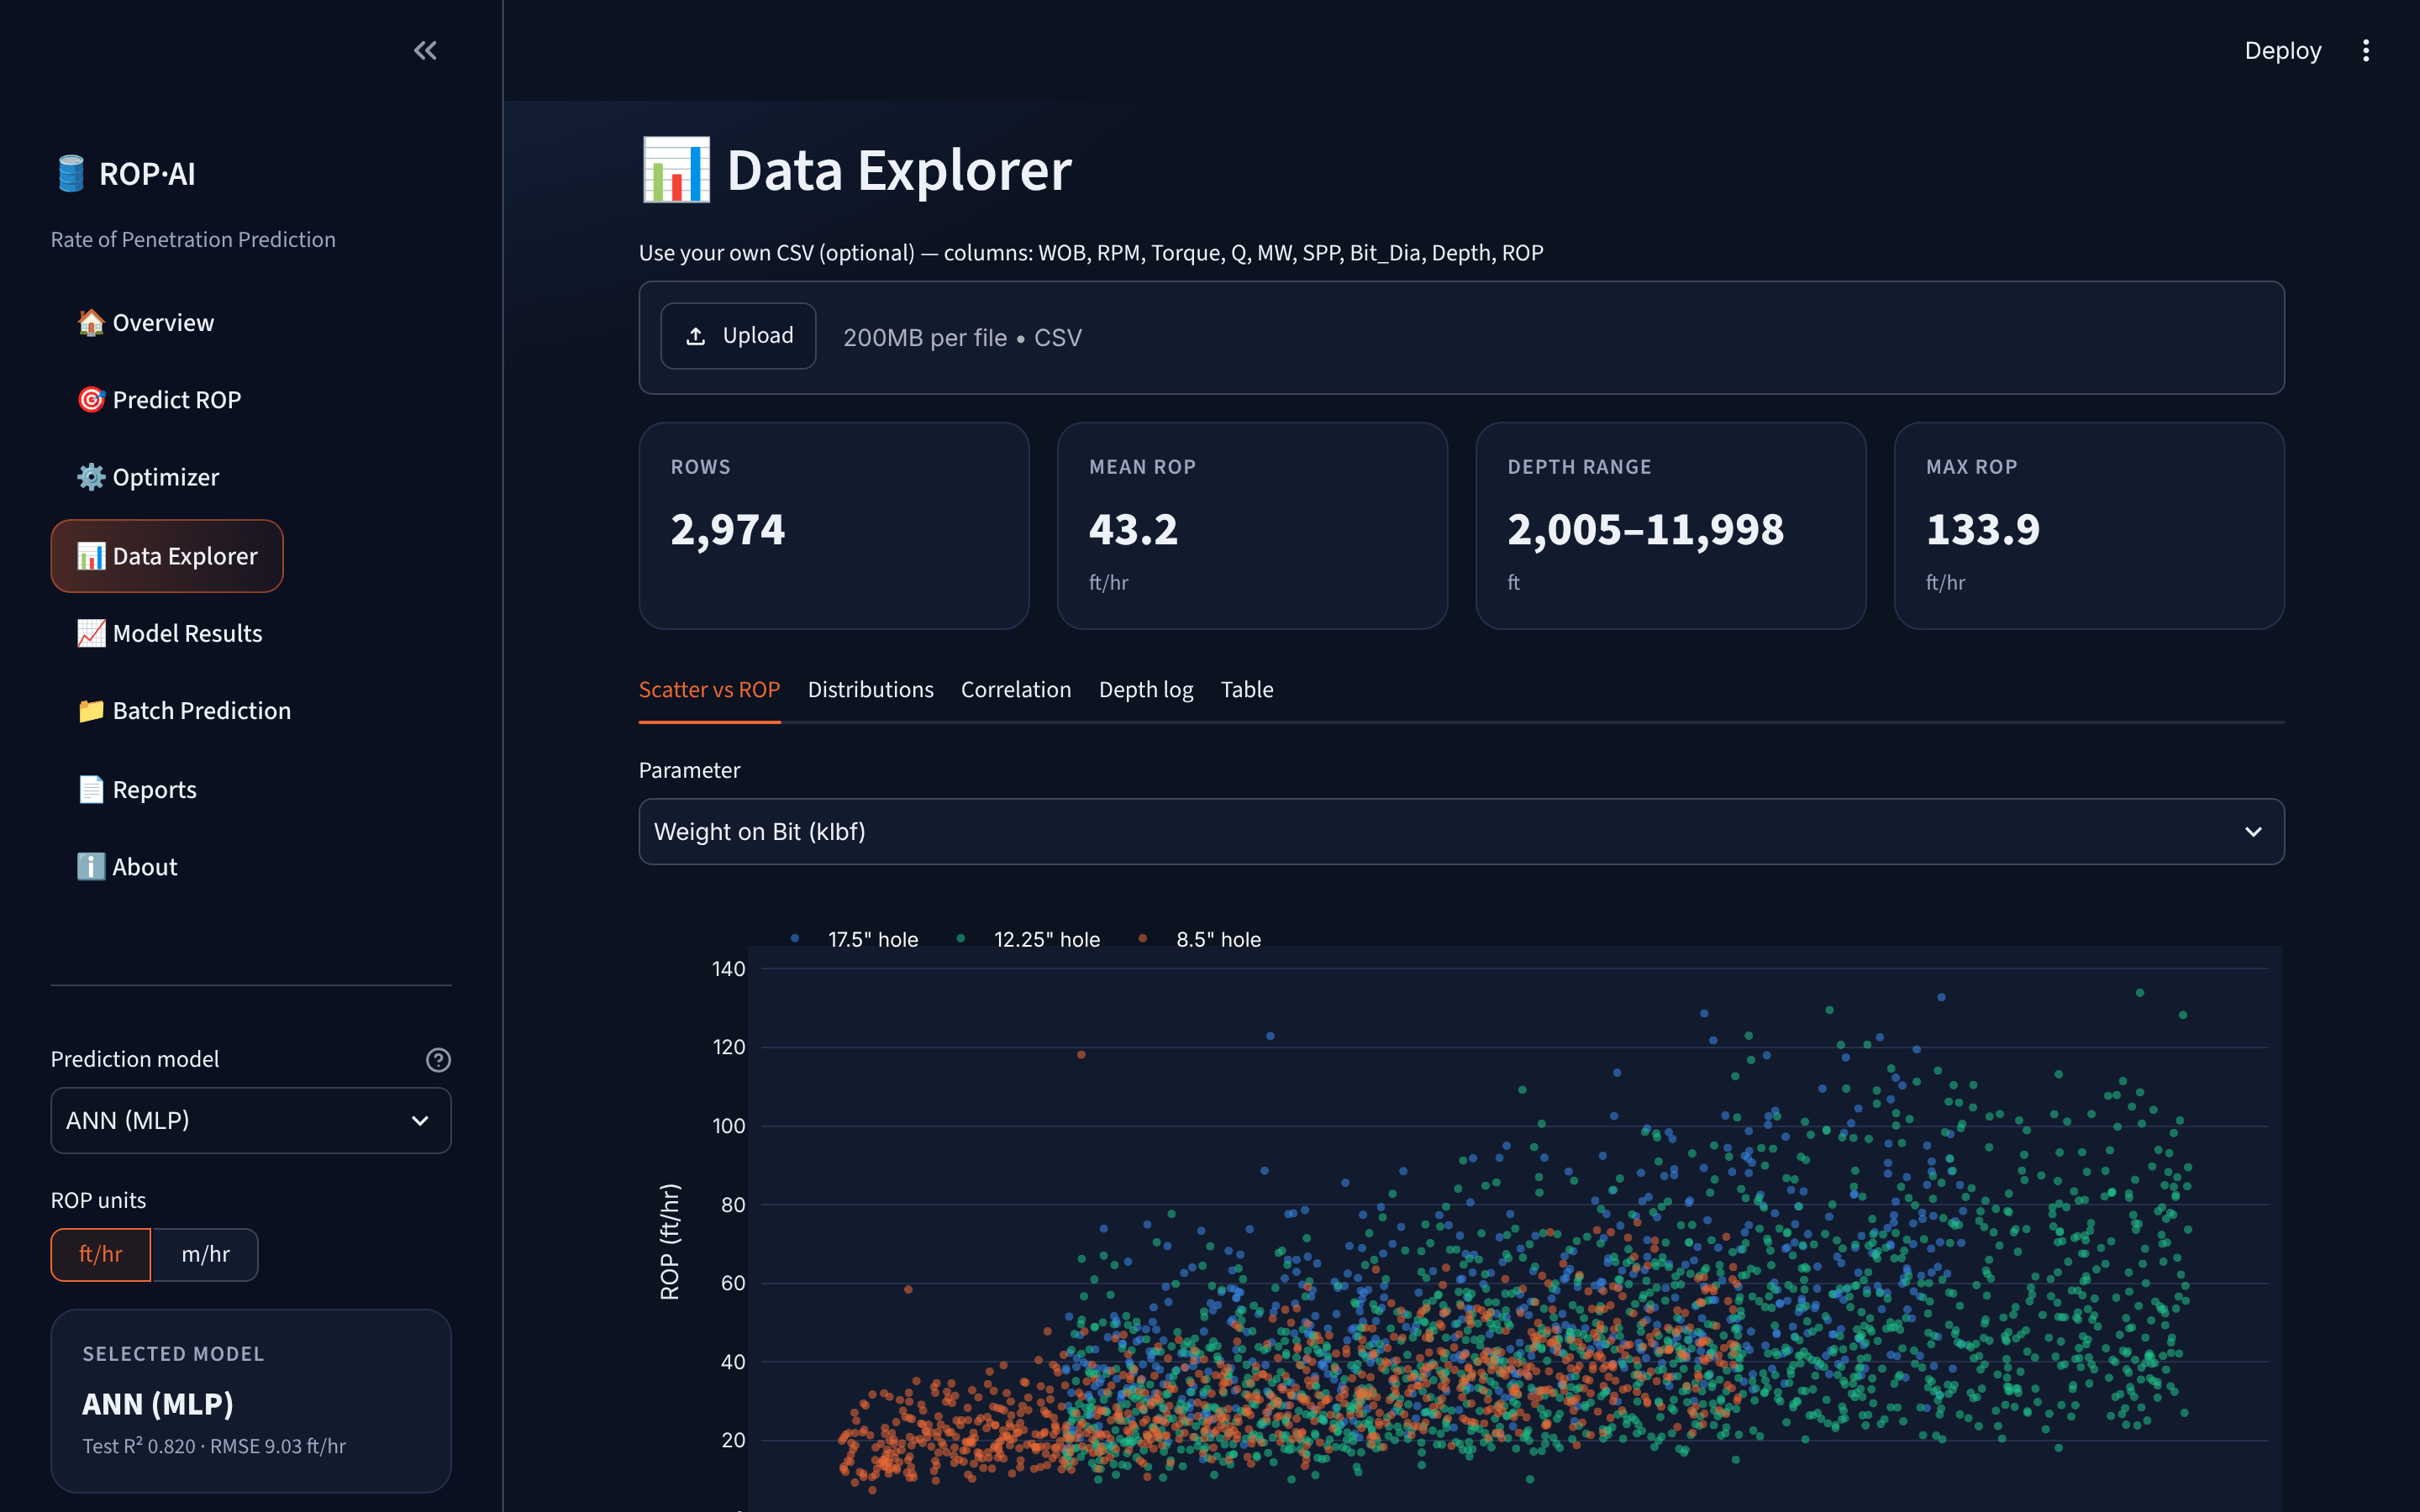 Deploy
ROP·AI
Rate of Penetration Prediction
Overview
Predict ROP
Optimizer
Data Explorer
Model Results
Batch Prediction
Reports
About
Prediction model
ANN (MLP)
ROP units
ft/hr m/hr
SELECTED MODEL
ANN (MLP)
Test R² 0.820 · RMSE 9.03 ft/hr
Data Explorer
Use your own CSV (optional) — columns: WOB, RPM, Torque, Q, MW, SPP, Bit_Dia, Depth, ROP
Upload 200MB per file • CSV
ROWS
2,974
MEAN ROP
43.2
ft/hr
DEPTH RANGE
2,005–11,998
ft
MAX ROP
133.9
ft/hr
Scatter vs ROP Distributions Correlation Depth log Table
Parameter
Weight on Bit (klbf)
17.5" hole 12.25" hole 8.5" hole
140
120
100
80
60
40
20
ROP (ft/hr)